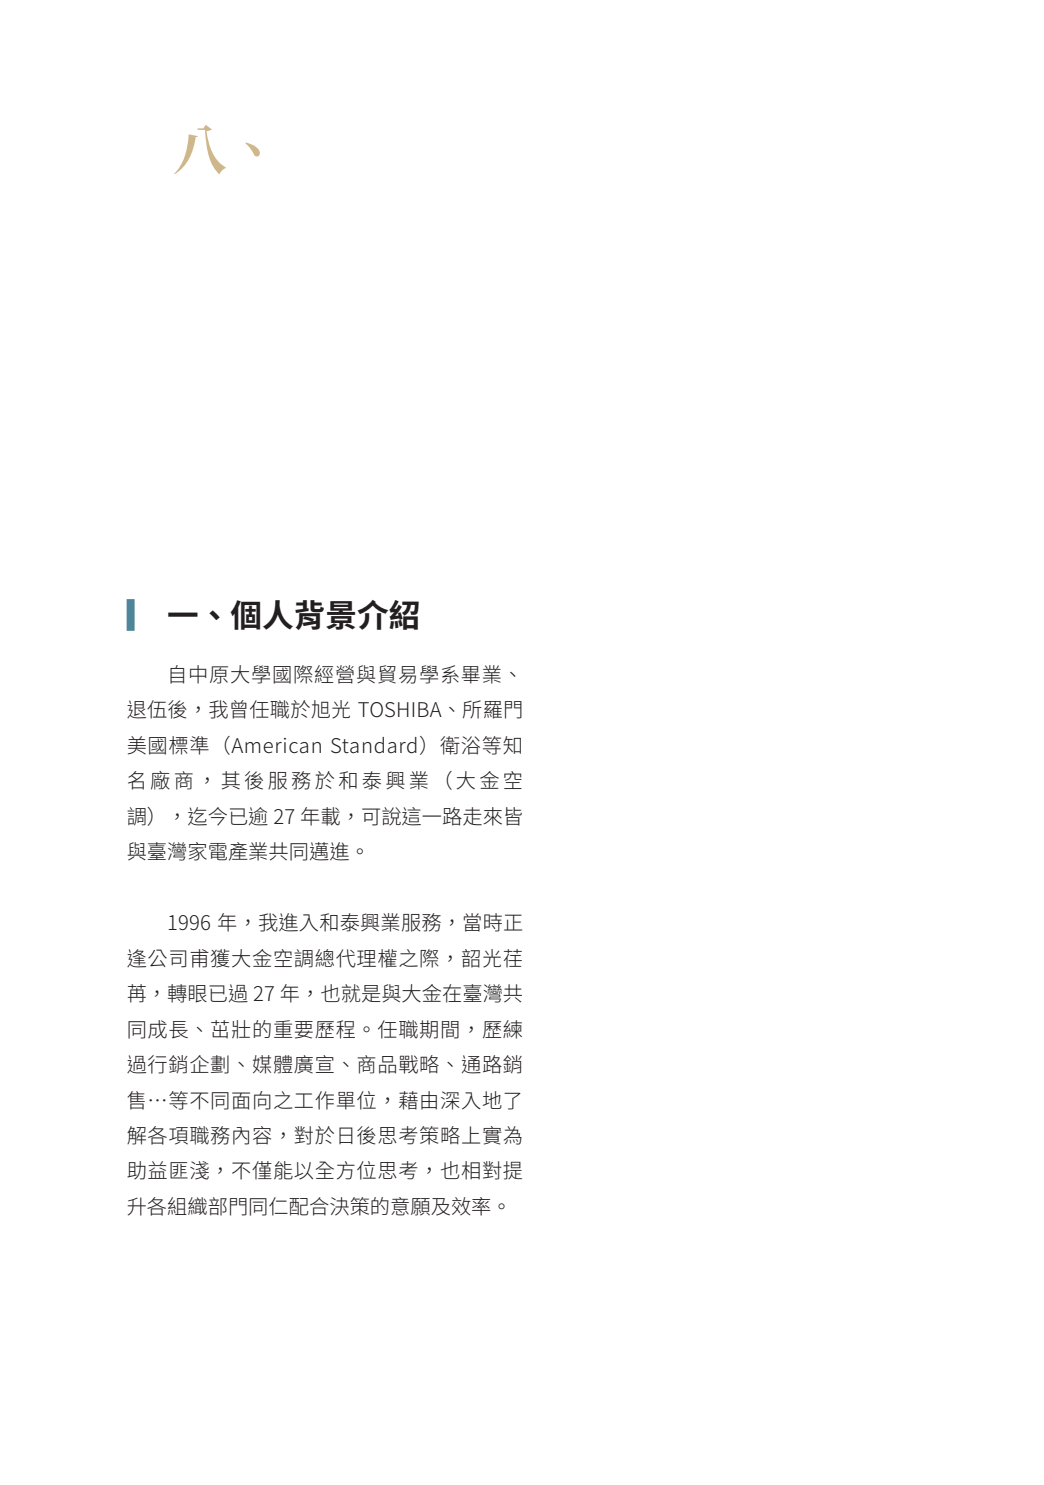 八、
一、個人背景介紹
自中原大學國際經營與貿易學系畢業、
退伍後，我曾任職於旭光 TOSHIBA、所羅門
美國標準（American Standard）衛浴等知
名廠商，其後服務於和泰興業（大金空
調），迄今已逾 27 年載，可說這一路走來皆
與臺灣家電產業共同邁進。
1996 年，我進入和泰興業服務，當時正
逢公司甫獲大金空調總代理權之際，韶光荏
苒，轉眼已過 27 年，也就是與大金在臺灣共
同成長、茁壯的重要歷程。任職期間，歷練
過行銷企劃、媒體廣宣、商品戰略、通路銷
售…等不同面向之工作單位，藉由深入地了
解各項職務內容，對於日後思考策略上實為
助益匪淺，不僅能以全方位思考，也相對提
升各組織部門同仁配合決策的意願及效率。